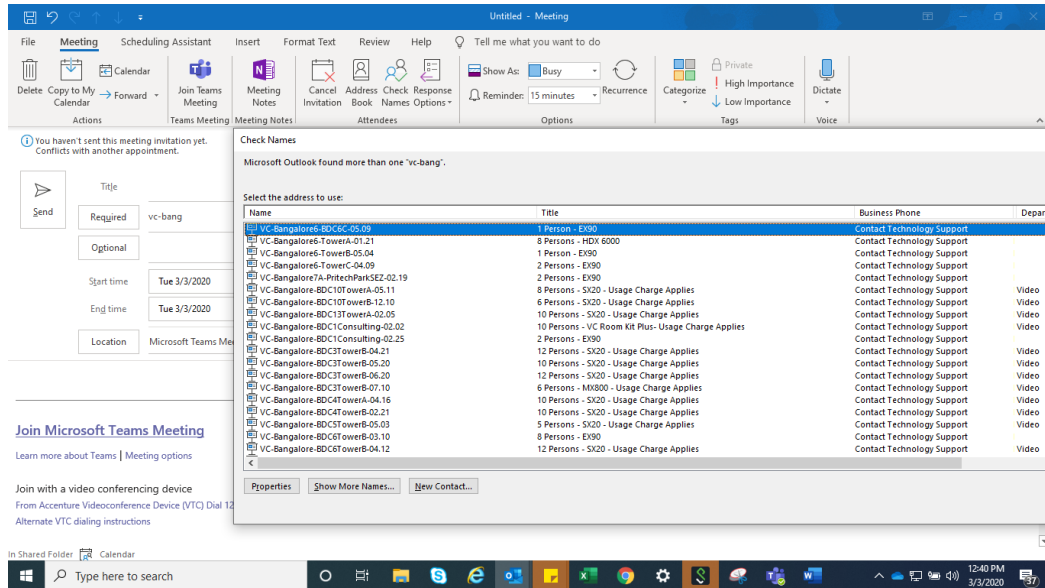 Untitled - Meeting
File Meeting Scheduling Assistant Insert Format Text Review Help Tell me what you want to do
Delete
Copy to My Calendar
Calendar
Forward
Actions
Join Teams Meeting
Teams Meeting
Meeting Notes
Meeting Notes
Cancel Invitation
Address Book
Check Names
Response Options
Attendees
Show As: Busy
Reminder: 15 minutes
Recurrence
Options
Categorize
Private
High Importance
Low Importance
Tags
Dictate
Voice
You haven't sent this meeting invitation yet.
Conflicts with another appointment.
Send
Title
Required vc-bang
Optional
Start time Tue 3/3/2020
End time Tue 3/3/2020
Location Microsoft Teams Mee
Check Names
Microsoft Outlook found more than one "vc-bang".
Select the address to use:
Name Title Business Phone Depar
VC-Bangalore6-BDC6C-05.09 1 Person - EX90 Contact Technology Support
VC-Bangalore6-TowerA-01.21 8 Persons - HDX 6000 Contact Technology Support
VC-Bangalore6-TowerB-05.04 1 Person - EX90 Contact Technology Support
VC-Bangalore6-TowerC-04.09 2 Persons - EX90 Contact Technology Support
VC-Bangalore7A-PritechParkSEZ-02.19 2 Persons - EX90 Contact Technology Support
VC-Bangalore-BDC10TowerA-05.11 8 Persons - SX20 - Usage Charge Applies Contact Technology Support Video
VC-Bangalore-BDC10TowerB-12.10 6 Persons - SX20 - Usage Charge Applies Contact Technology Support Video
VC-Bangalore-BDC13TowerA-02.05 10 Persons - SX20 - Usage Charge Applies Contact Technology Support Video
VC-Bangalore-BDC1Consulting-02.02 10 Persons - VC Room Kit Plus- Usage Charge Applies Contact Technology Support Video
VC-Bangalore-BDC1Consulting-02.25 2 Persons - EX90 Contact Technology Support
VC-Bangalore-BDC3TowerB-04.21 12 Persons - SX20 - Usage Charge Applies Contact Technology Support Video
VC-Bangalore-BDC3TowerB-05.20 10 Persons - SX20 - Usage Charge Applies Contact Technology Support Video
VC-Bangalore-BDC3TowerB-06.20 12 Persons - SX20 - Usage Charge Applies Contact Technology Support Video
VC-Bangalore-BDC3TowerB-07.10 6 Persons - MX800 - Usage Charge Applies Contact Technology Support Video
VC-Bangalore-BDC4TowerA-04.16 10 Persons - SX20 - Usage Charge Applies Contact Technology Support Video
VC-Bangalore-BDC4TowerB-02.21 10 Persons - SX20 - Usage Charge Applies Contact Technology Support Video
VC-Bangalore-BDC5TowerB-05.03 5 Persons - SX20 - Usage Charge Applies Contact Technology Support Video
VC-Bangalore-BDC6TowerB-03.10 8 Persons - EX90 Contact Technology Support
VC-Bangalore-BDC6TowerB-04.12 12 Persons - SX20 - Usage Charge Applies Contact Technology Support Video
Properties Show More Names... New Contact...
Join Microsoft Teams Meeting
Learn more about Teams | Meeting options
Join with a video conferencing device
From Accenture Videoconference Device (VTC) Dial 12
Alternate VTC dialing instructions
In Shared Folder Calendar
Type here to search
12:40 PM
3/3/2020
37